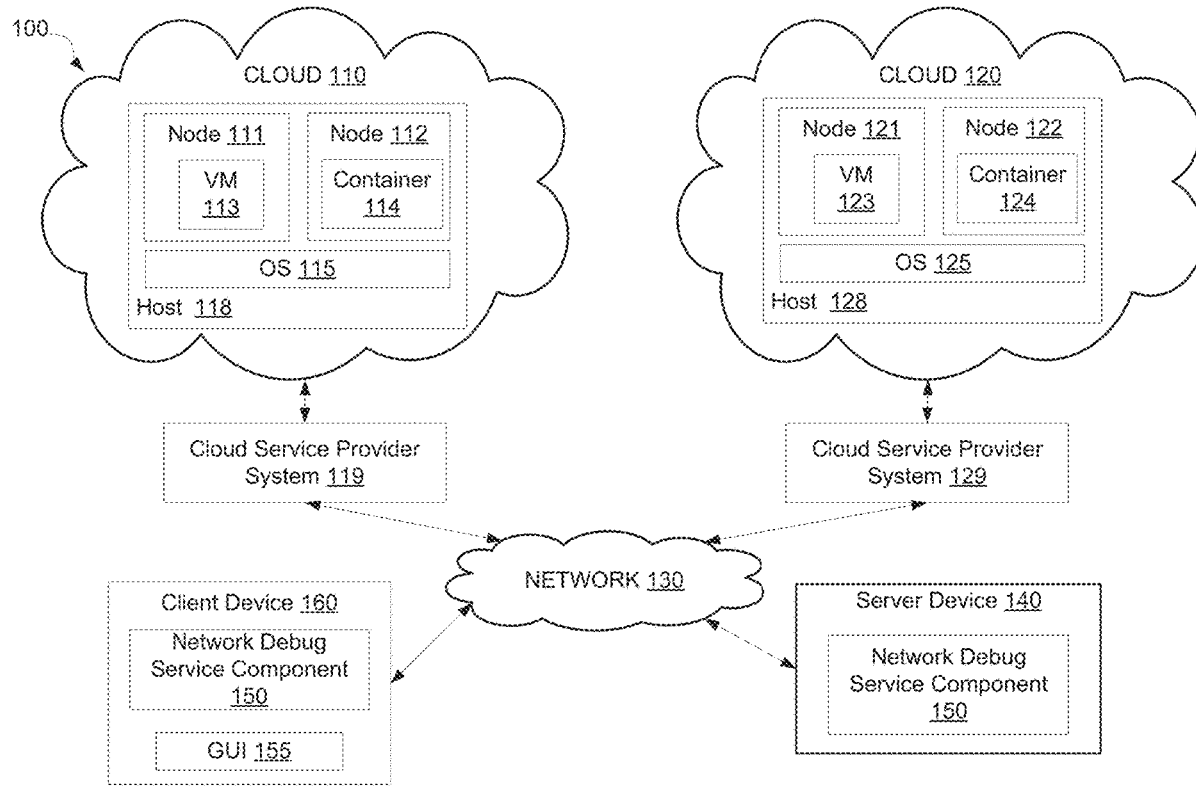 100
CLOUD 110
Node 111
VM
113
Node 112
Container
114
OS 115
Host 118
CLOUD 120
Node 121
VM
123
Node 122
Container
124
OS 125
Host 128
Cloud Service Provider
System 119
Cloud Service Provider
System 129
NETWORK 130
Client Device 160
Network Debug
Service Component
150
GUI 155
Server Device 140
Network Debug
Service Component
150